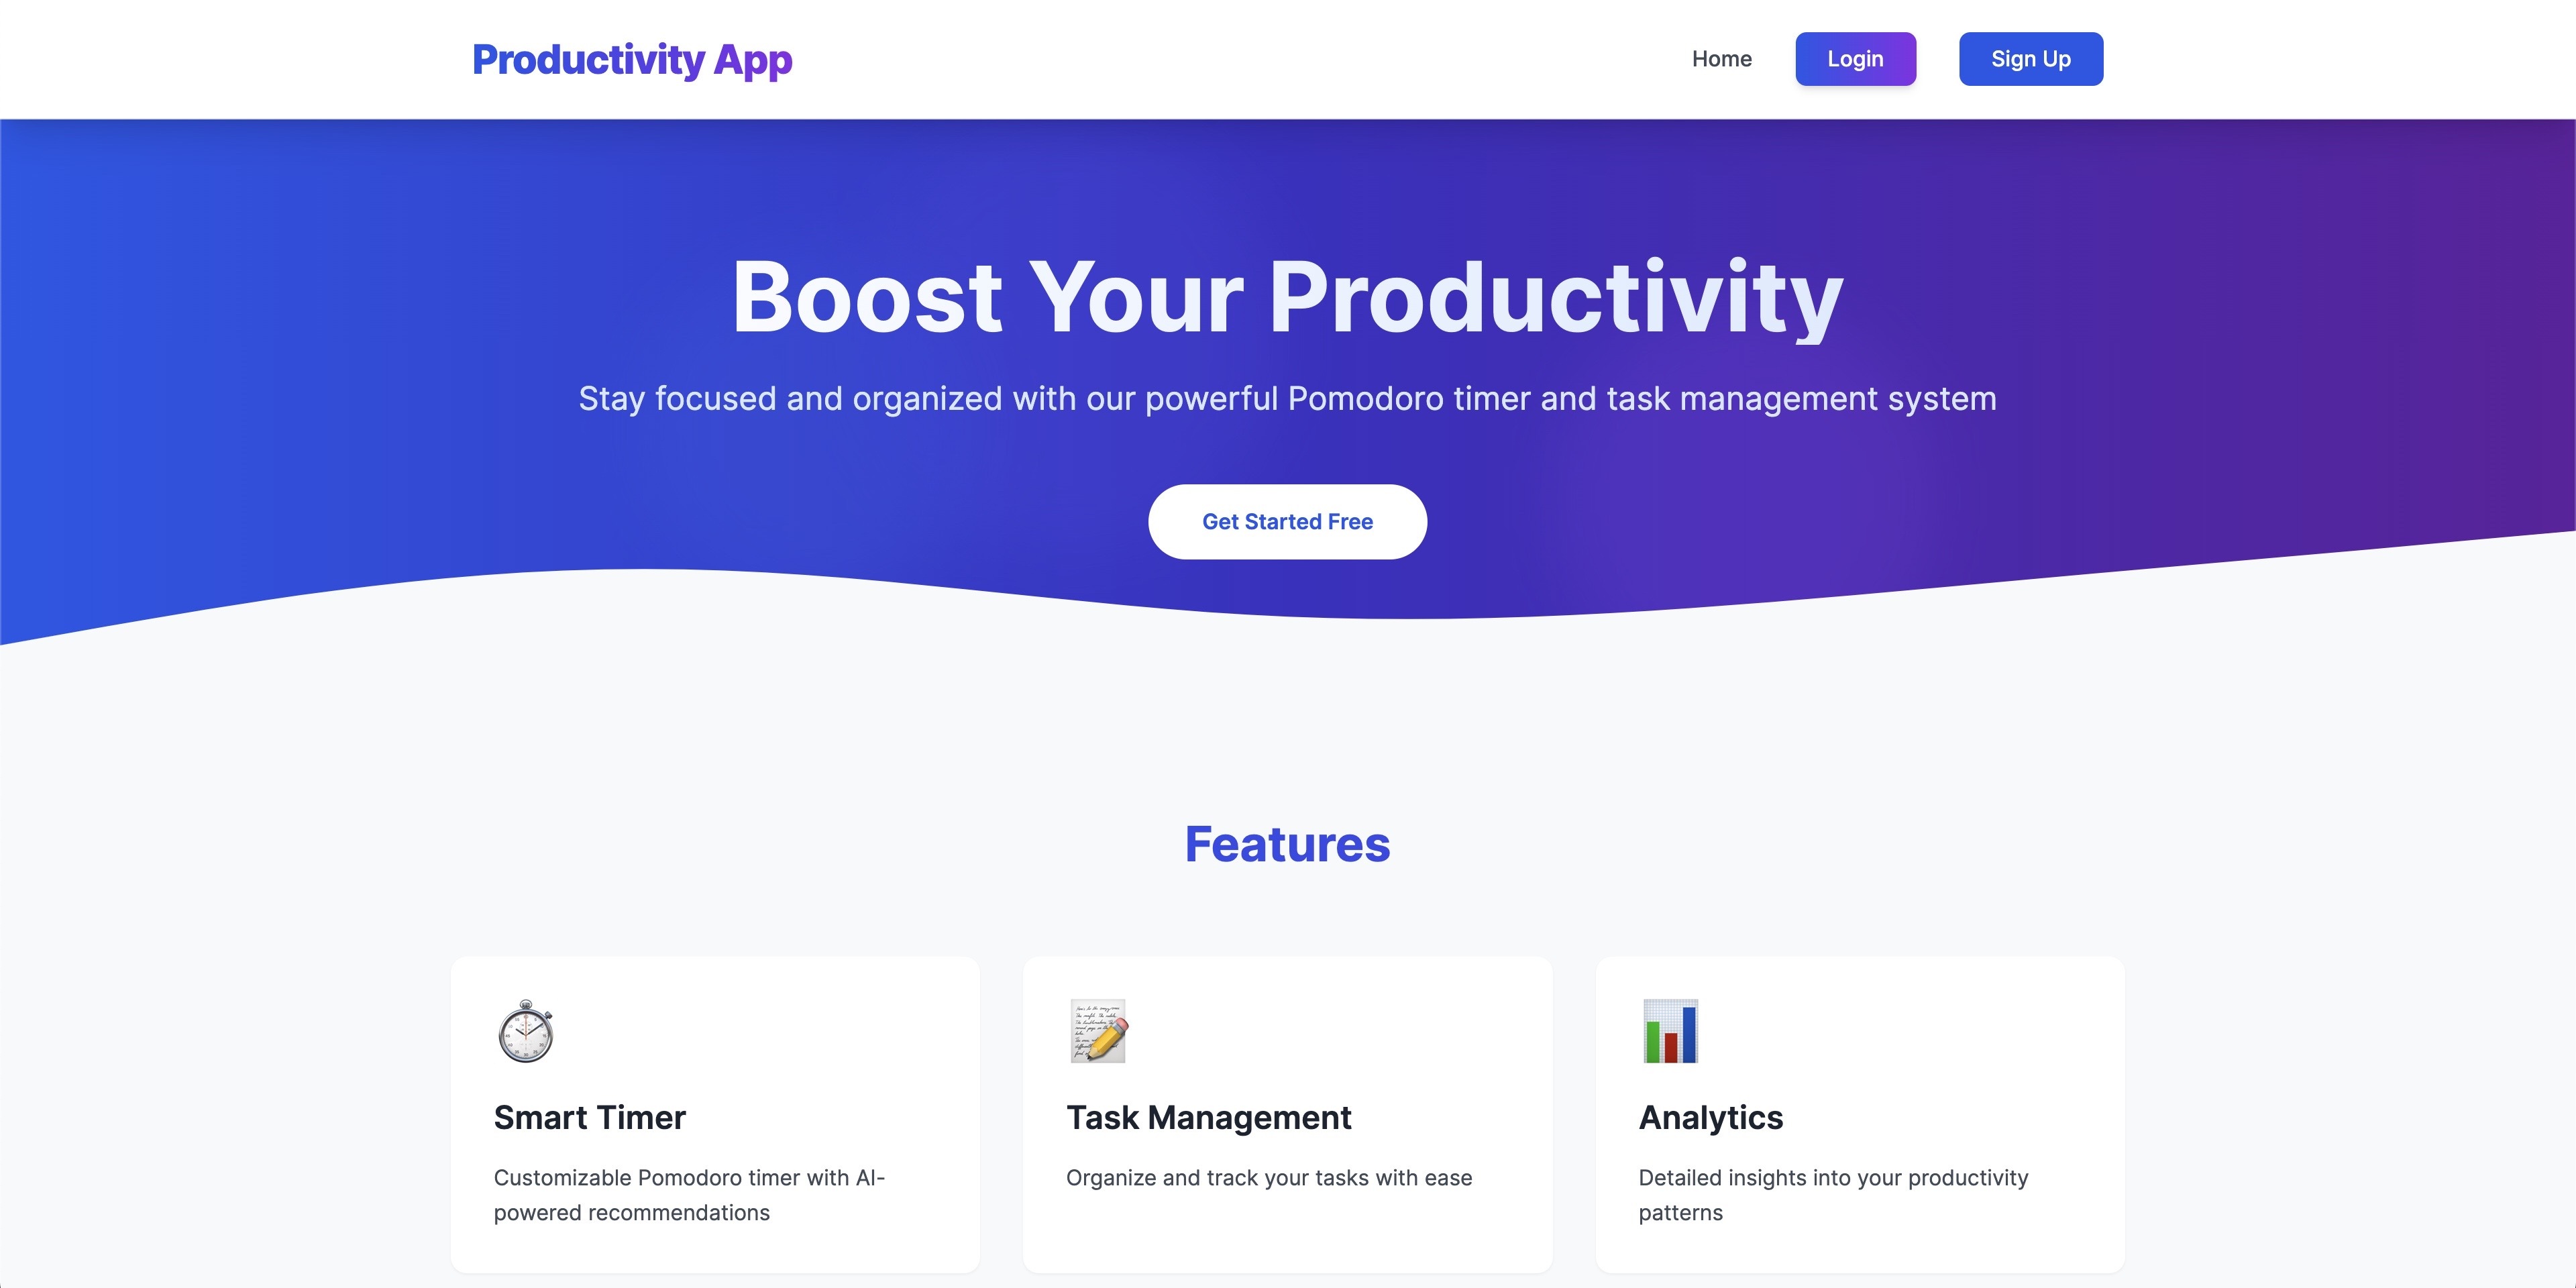 Productivity App
Home
Login
Sign Up
Boost Your Productivity
Stay focused and organized with our powerful Pomodoro timer and task management system
Get Started Free
Features
Smart Timer
Customizable Pomodoro timer with AI-
powered recommendations
Task Management
Organize and track your tasks with ease
Analytics
Detailed insights into your productivity
patterns